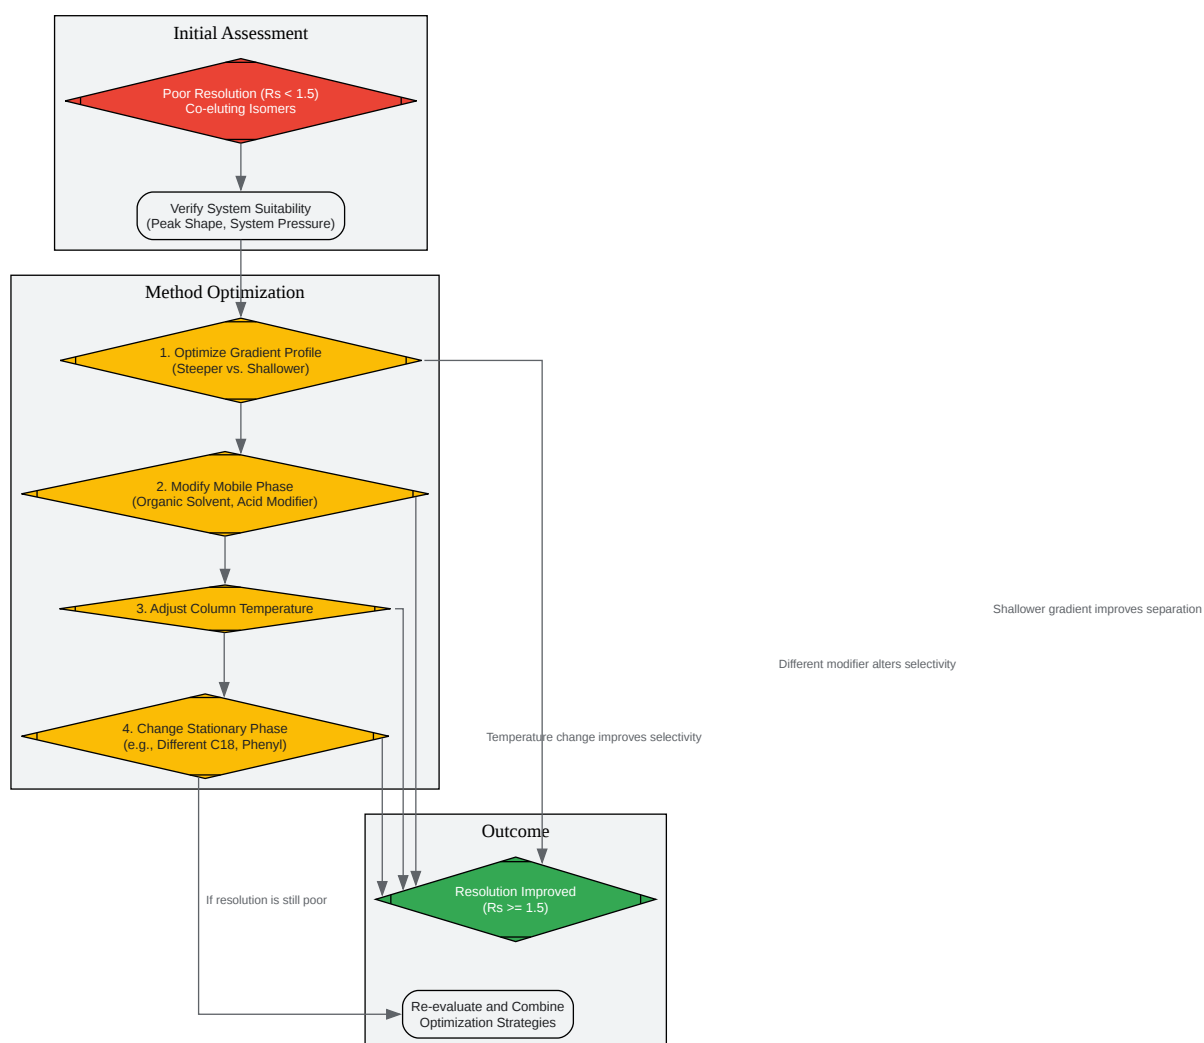 Initial Assessment
Poor Resolution (Rs < 1.5)
Co-eluting Isomers
Verify System Suitability
(Peak Shape, System Pressure)
Method Optimization
1. Optimize Gradient Profile
(Steeper vs. Shallower)
2. Modify Mobile Phase
(Organic Solvent, Acid Modifier)
3. Adjust Column Temperature
Shallower gradient improves separation
Different modifier alters selectivity
4. Change Stationary Phase
(e.g., Different C18, Phenyl)
Temperature change improves selectivity
Outcome
Resolution Improved
(Rs >= 1.5)
If resolution is still poor
Re-evaluate and Combine
Optimization Strategies